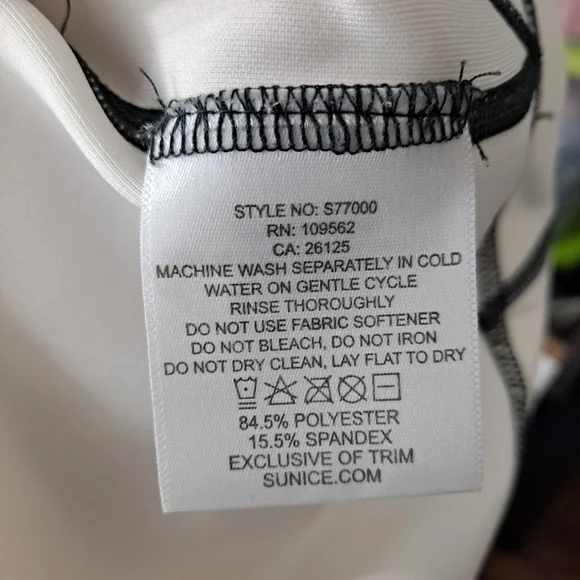 STYLE NO: S77000
RN: 109562
CA: 26125
MACHINE WASH SEPARATELY IN COLD
WATER ON GENTLE CYCLE
RINSE THOROUGHLY
DO NOT USE FABRIC SOFTENER
DO NOT BLEACH, DO NOT IRON
DO NOT DRY CLEAN, LAY FLAT TO DRY
84.5% POLYESTER
15.5% SPANDEX
EXCLUSIVE OF TRIM
SUNICE.COM